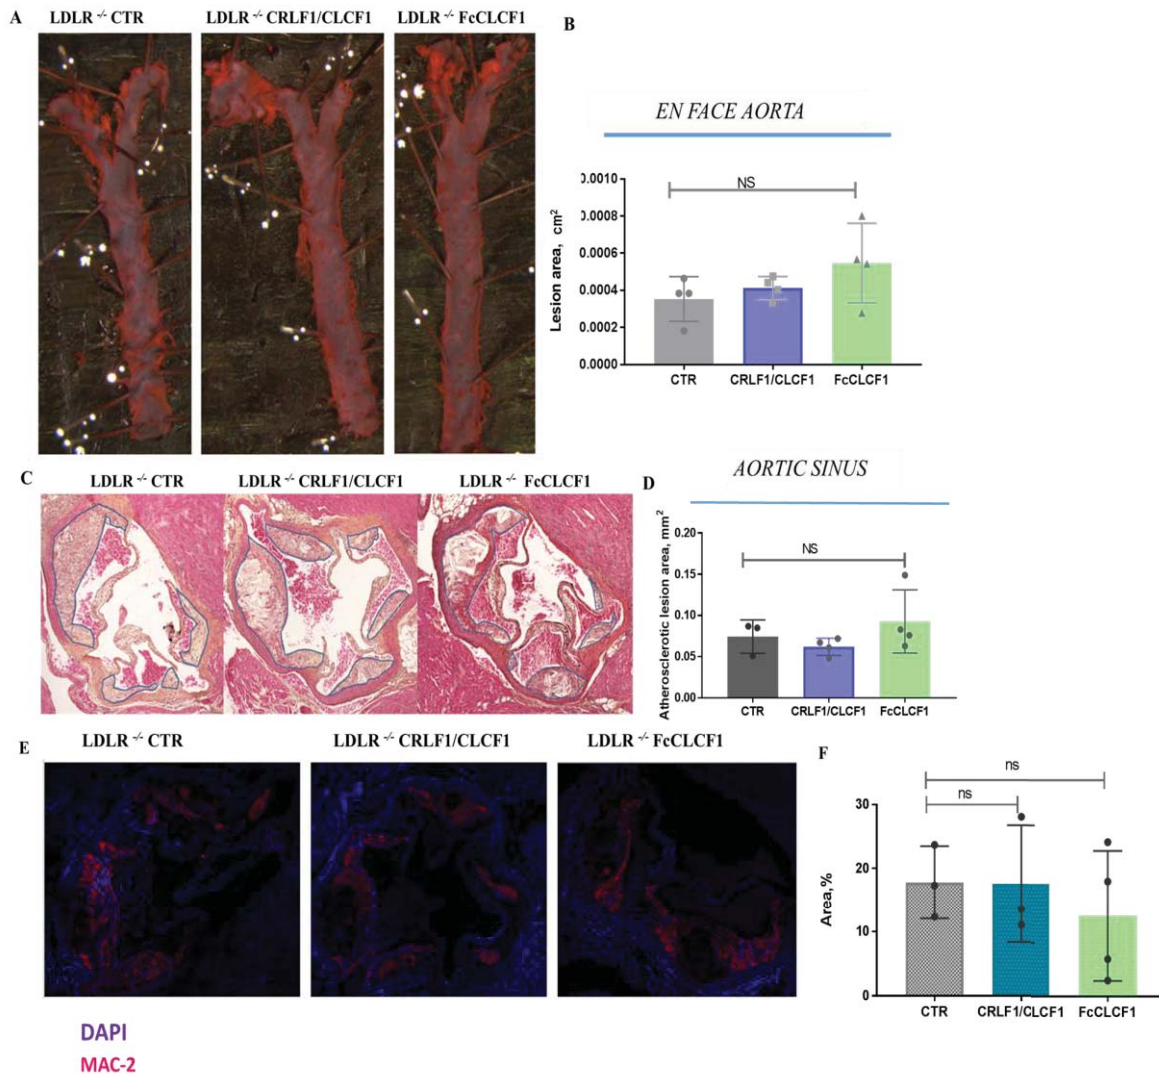 A
LDLR -/- CTR
LDLR -/- CRLF1/CLCF1
LDLR -/- FcCLCF1
B
EN FACE AORTA
NS
Lesion area, cm²
0.0010
0.0008
0.0006
0.0004
0.0002
0.0000
CTR
CRLF1/CLCF1
FcCLCF1
C
LDLR -/- CTR
LDLR -/- CRLF1/CLCF1
LDLR -/- FcCLCF1
D
AORTIC SINUS
NS
Atherosclerotic lesion area, mm²
0.20
0.15
0.10
0.05
0.00
CTR
CRLF1/CLCF1
FcCLCF1
E
LDLR -/- CTR
LDLR -/- CRLF1/CLCF1
LDLR -/- FcCLCF1
F
ns
ns
Area,%
30
20
10
0
CTR
CRLF1/CLCF1
FcCLCF1
DAPI
MAC-2